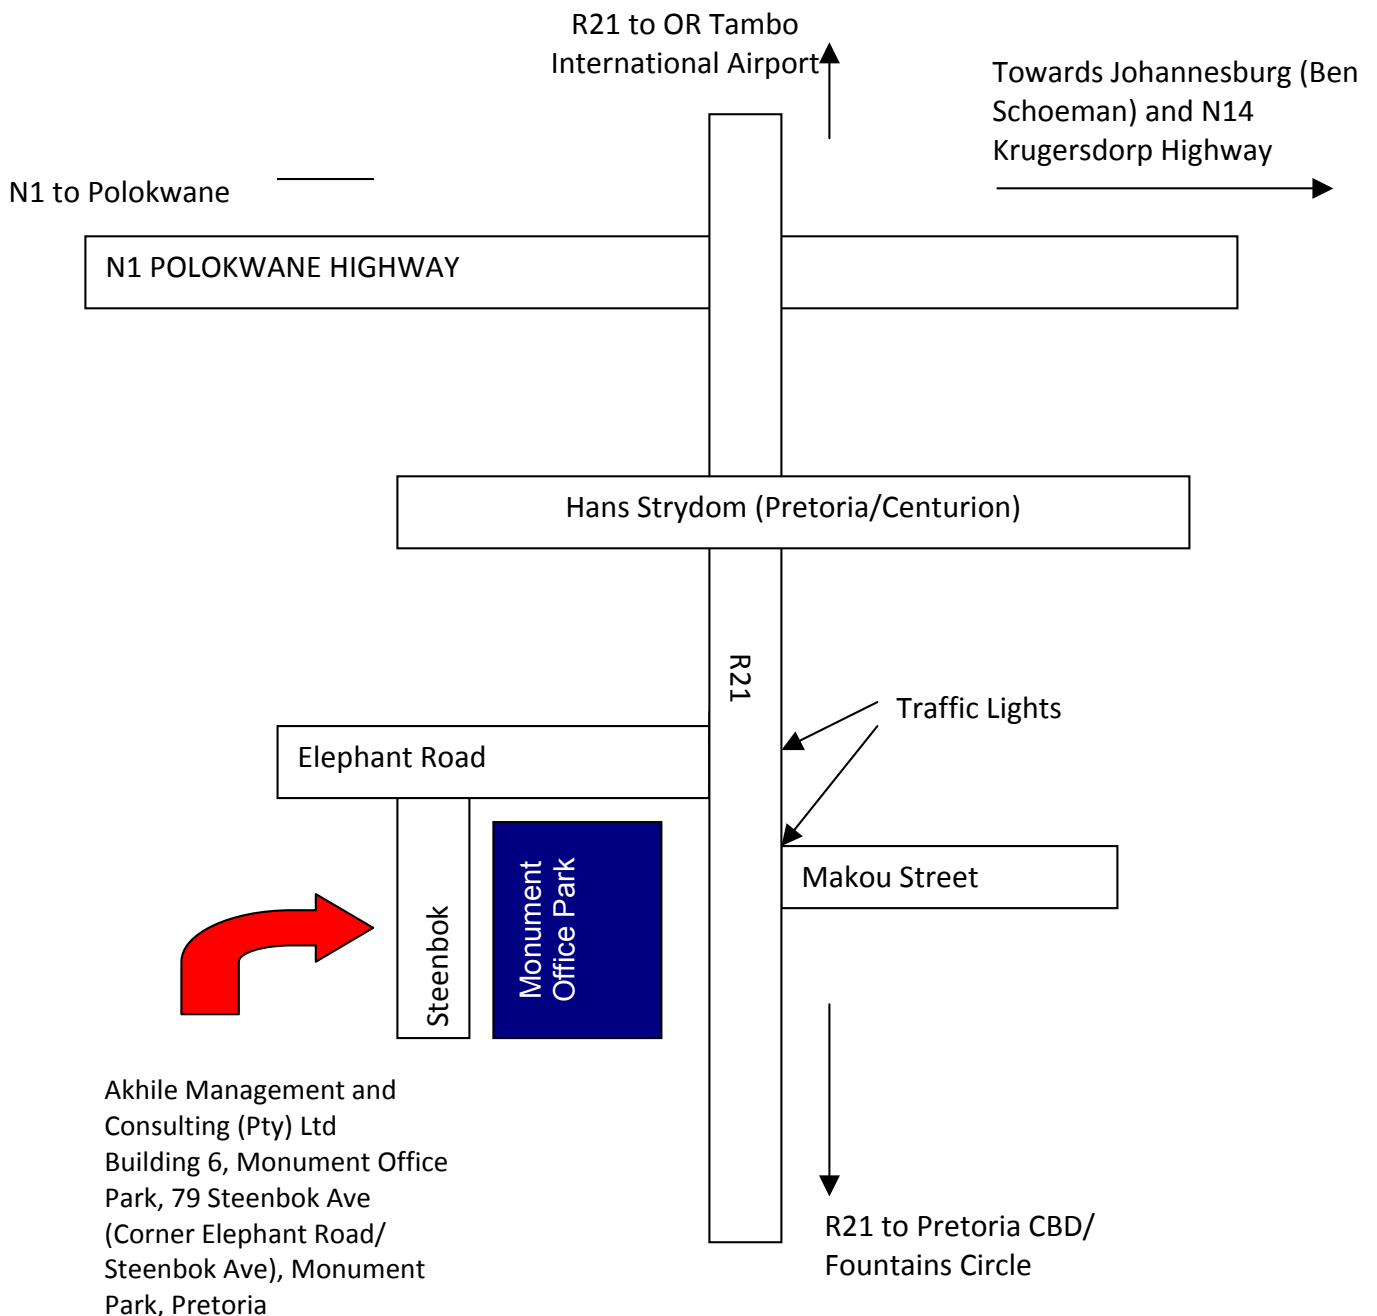 R21 to OR Tambo
International Airport
Towards Johannesburg (Ben
Schoeman) and N14
Krugersdorp Highway
N1 to Polokwane
N1 POLOKWANE HIGHWAY
Hans Strydom (Pretoria/Centurion)
R21
Traffic Lights
Elephant Road
Steenbok
Monument
Office Park
Makou Street
Akhile Management and
Consulting (Pty) Ltd
Building 6, Monument Office
Park, 79 Steenbok Ave
(Corner Elephant Road/
Steenbok Ave), Monument
Park, Pretoria
R21 to Pretoria CBD/
Fountains Circle